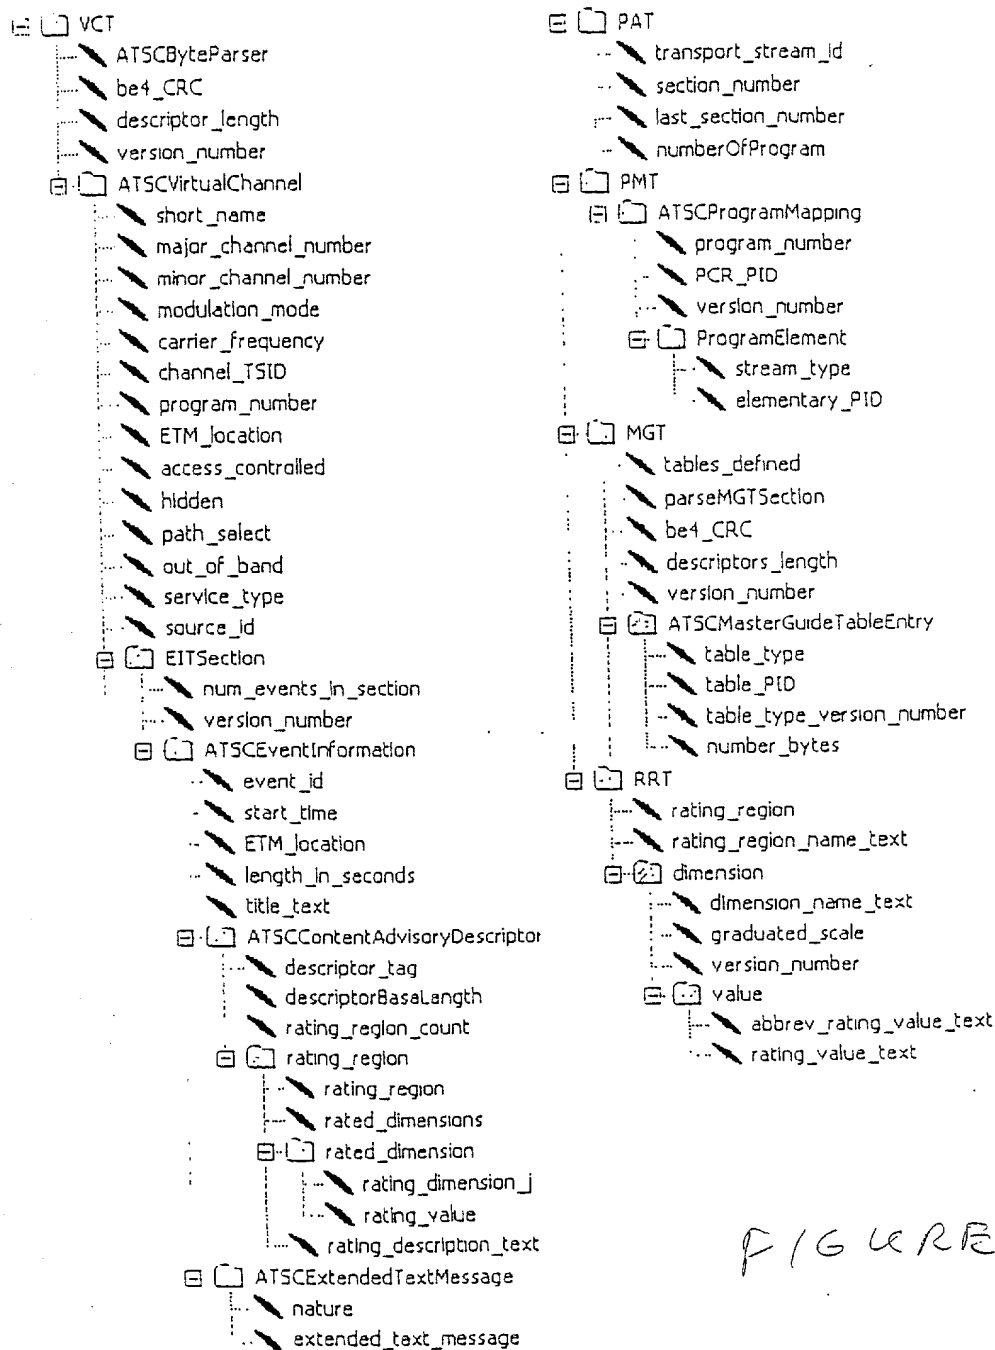 VCT
ATSCByteParser
be4_CRC
descriptor_length
version_number
ATSCVirtualChannel
short_name
major_channel_number
minor_channel_number
modulation_mode
carrier_frequency
channel_TSID
program_number
ETM_location
access_controlled
hidden
path_select
out_of_band
service_type
source_id
EITSection
num_events_in_section
version_number
ATSCEventInformation
event_id
start_time
ETM_location
length_in_seconds
title_text
ATSCContentAdvisoryDescriptor
descriptor_tag
descriptorBaseLength
rating_region_count
rating_region
rating_region
rated_dimensions
rated_dimension
rating_dimension_j
rating_value
rating_description_text
ATSCExtendedTextMessage
nature
extended_text_message
PAT
transport_stream_id
section_number
last_section_number
numberOfProgram
PMT
ATSCProgramMapping
program_number
PCR_PID
version_number
ProgramElement
stream_type
elementary_PID
MGT
tables_defined
parseMGTSection
be4_CRC
descriptors_length
version_number
ATSCMasterGuideTableEntry
table_type
table_PID
table_type_version_number
number_bytes
RRT
rating_region
rating_region_name_text
dimension
dimension_name_text
graduated_scale
version_number
value
abbrev_rating_value_text
rating_value_text
FIGURE